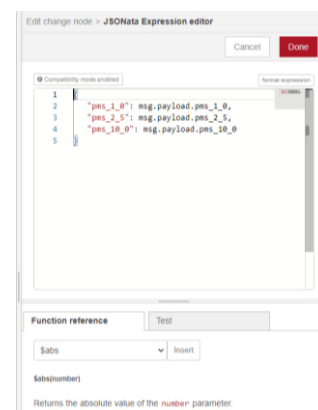 Edit change node > JSONata Expression editor
Cancel Done
Compatibility mode enabled format expression
1 {
2 "pms_1_0": msg.payload.pms_1_0,
3 "pms_2_5": msg.payload.pms_2_5,
4 "pms_10_0": msg.payload.pms_10_0
5 }
Function reference Test
$abs Insert
$abs(number)
Returns the absolute value of the number parameter.